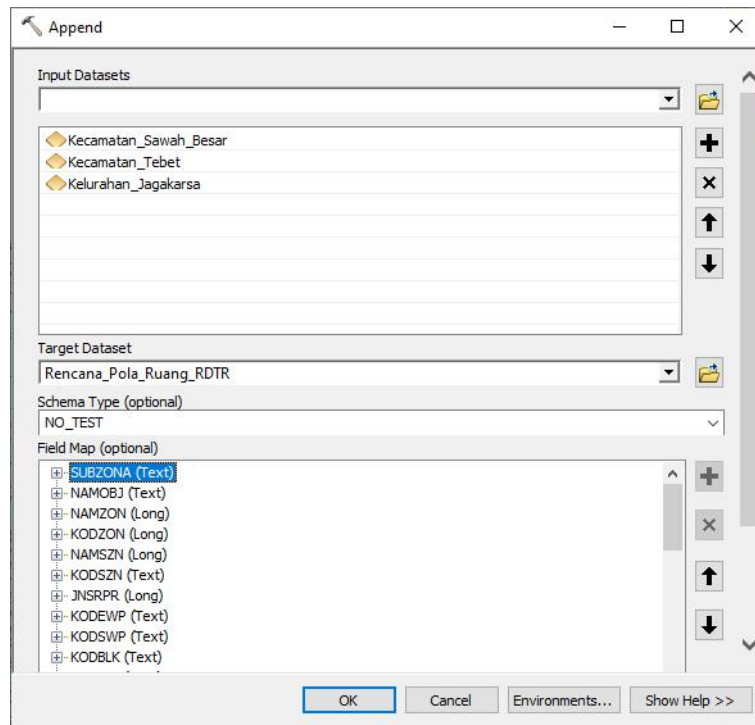 Append
Input Datasets
Kecamatan_Sawah_Besar
Kecamatan_Tebet
Kelurahan_Jagakarsa
Target Dataset
Rencana_Pola_Ruang_RDTR
Schema Type (optional)
NO_TEST
Field Map (optional)
SUBZONA (Text)
NAMOBJ (Text)
NAMZON (Long)
KODZON (Long)
NAMSZN (Long)
KODSZN (Text)
JNSRPR (Long)
KODEWP (Text)
KODSWP (Text)
KODBLK (Text)
OK Cancel Environments... Show Help >>